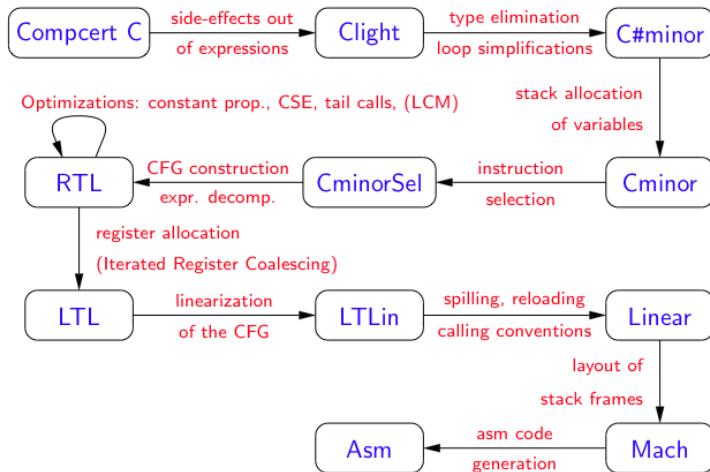 Compcert C
side-effects out
of expressions
Clight
type elimination
loop simplifications
C#minor
stack allocation
of variables
Optimizations: constant prop., CSE, tail calls, (LCM)
RTL
CFG construction
expr. decomp.
CminorSel
instruction
selection
Cminor
register allocation
(Iterated Register Coalescing)
LTL
linearization
of the CFG
LTLin
spilling, reloading
calling conventions
Linear
layout of
stack frames
Asm
asm code
generation
Mach